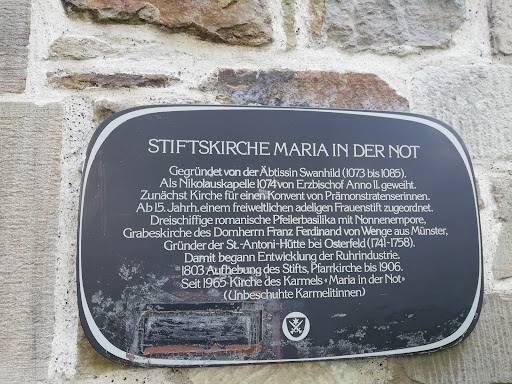 STIFTSKIRCHE MARIA IN DER NOT
Gegründet von der Äbtissin Swanhild (1073 bis 1085).
Als Nikolauskapelle 1074 von Erzbischof Anno II. geweiht.
Zunächst Kirche für einen Konvent von Prämonstratenserinnen.
Ab 15. Jahrh. einem freiweltlichen adeligen Frauenstift zugeordnet.
Dreischiffige romanische Pfeilerbasilika mit Nonnenempore,
Grabeskirche des Domherrn Franz Ferdinand von Wenge aus Münster,
Gründer der St.-Antoni-Hütte bei Osterfeld (1741-1758).
Damit begann Entwicklung der Ruhrindustrie.
1803 Aufhebung des Stifts, Pfarrkirche bis 1906.
Seit 1965 Kirche des Karmels »Maria in der Not«
(Unbeschuhte Karmelitinnen)